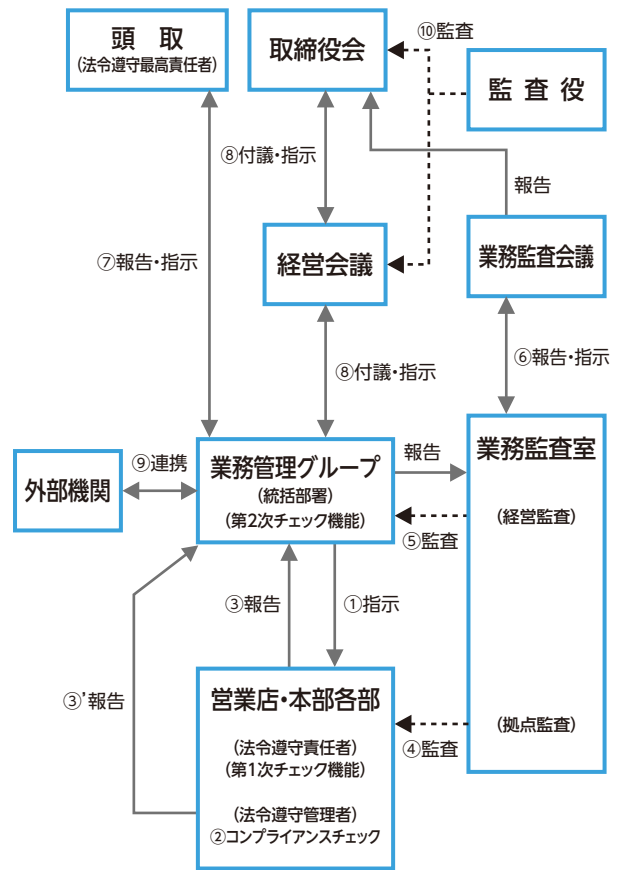 頭 取
(法令遵守最高責任者)
取締役会
⑩監査
監 査 役
⑧付議・指示
報告
⑦報告・指示
経営会議
業務監査会議
⑧付議・指示
⑥報告・指示
外部機関
⑨連携
業務管理グループ
(統括部署)
(第2次チェック機能)
報告
業務監査室
(経営監査)
⑤監査
③報告
①指示
③'報告
営業店・本部各部
(法令遵守責任者)
(第1次チェック機能)
(法令遵守管理者)
②コンプライアンスチェック
④監査
(拠点監査)